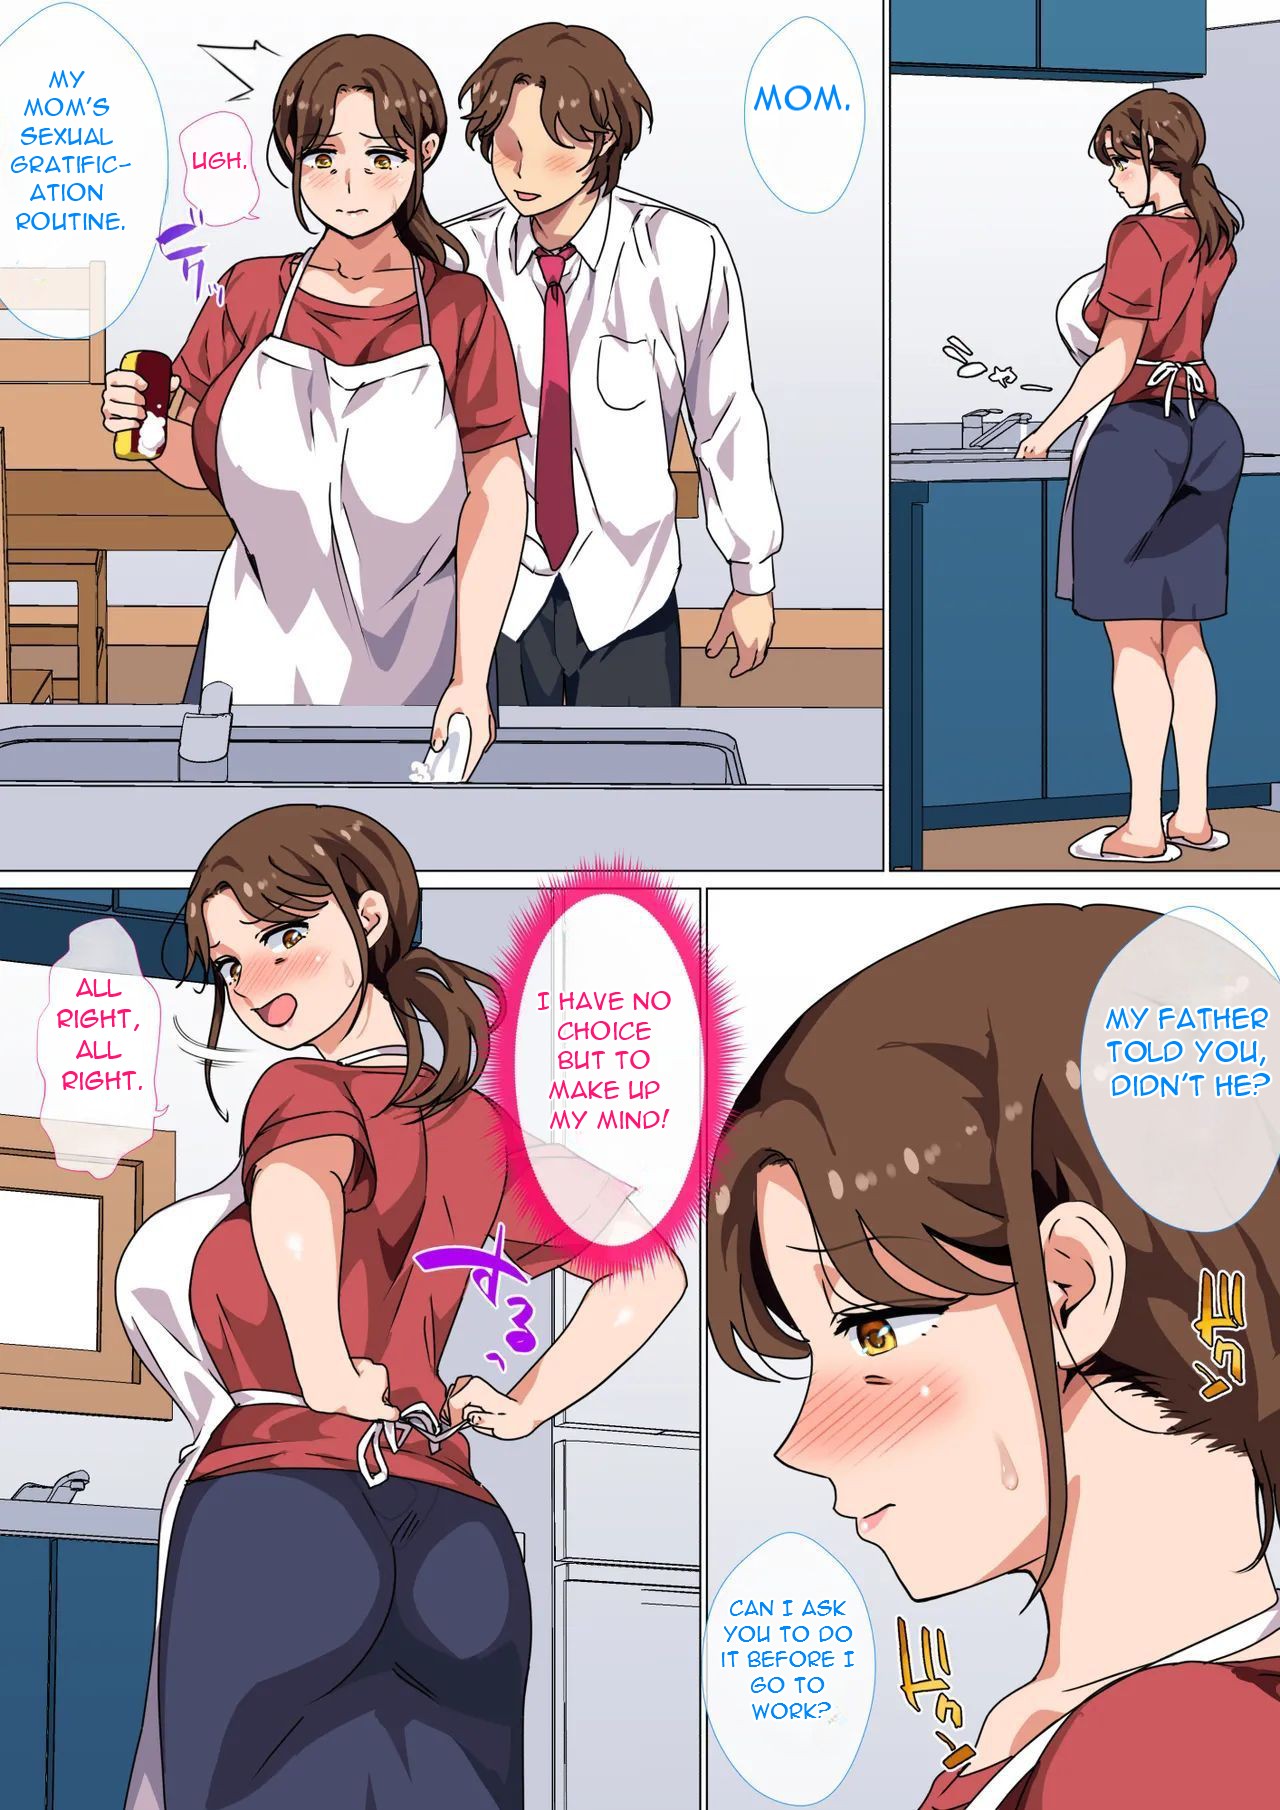 MOM.
MY
MOM'S
SEXUAL
GRATIFIC-
ATION
ROUTINE.
UGH.
MY FATHER
TOLD YOU,
DIDN'T HE?
CAN I ASK
YOU TO DO
IT BEFORE I
GO TO
WORK?
I HAVE NO
CHOICE
BUT TO
MAKE UP
MY MIND!
ALL
RIGHT,
ALL
RIGHT.
する